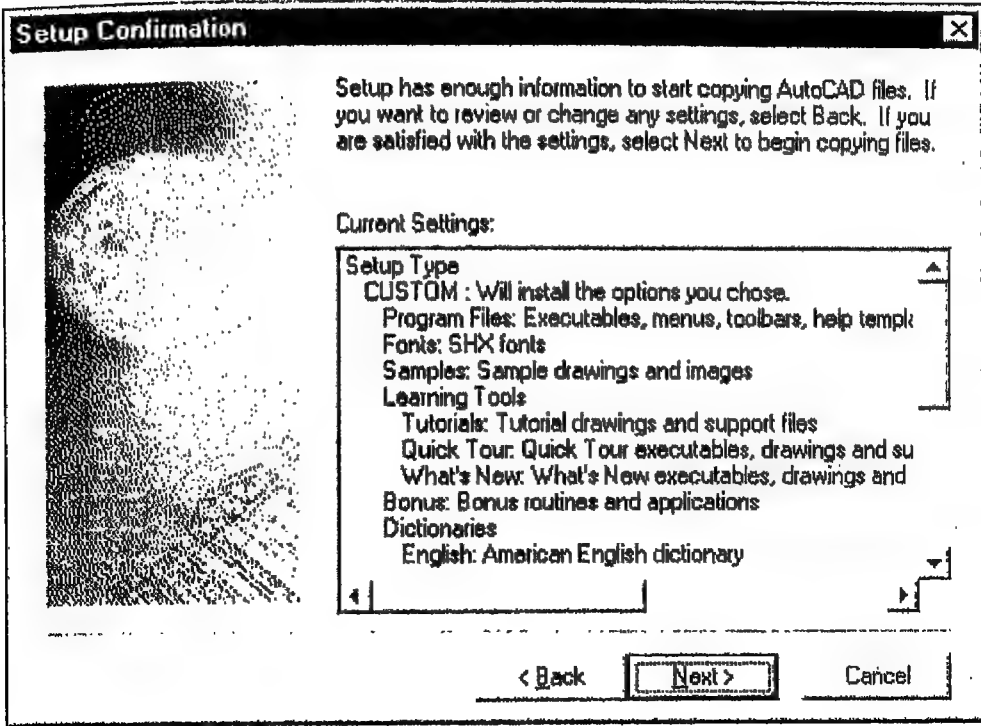 Setup Confirmation
Setup has enough information to start copying AutoCAD files. If
you want to review or change any settings, select Back. If you
are satisfied with the settings, select Next to begin copying files.
Current Settings:
Setup Type
CUSTOM : Will install the options you chose.
Program Files: Executables, menus, toolbars, help templa
Fonts: SHX fonts
Samples: Sample drawings and images
Learning Tools
Tutorials: Tutorial drawings and support files
Quick Tour: Quick Tour executables, drawings and su
What's New: What's New executables, drawings and
Bonus: Bonus routines and applications
Dictionaries
English: American English dictionary
< Back
Next >
Cancel